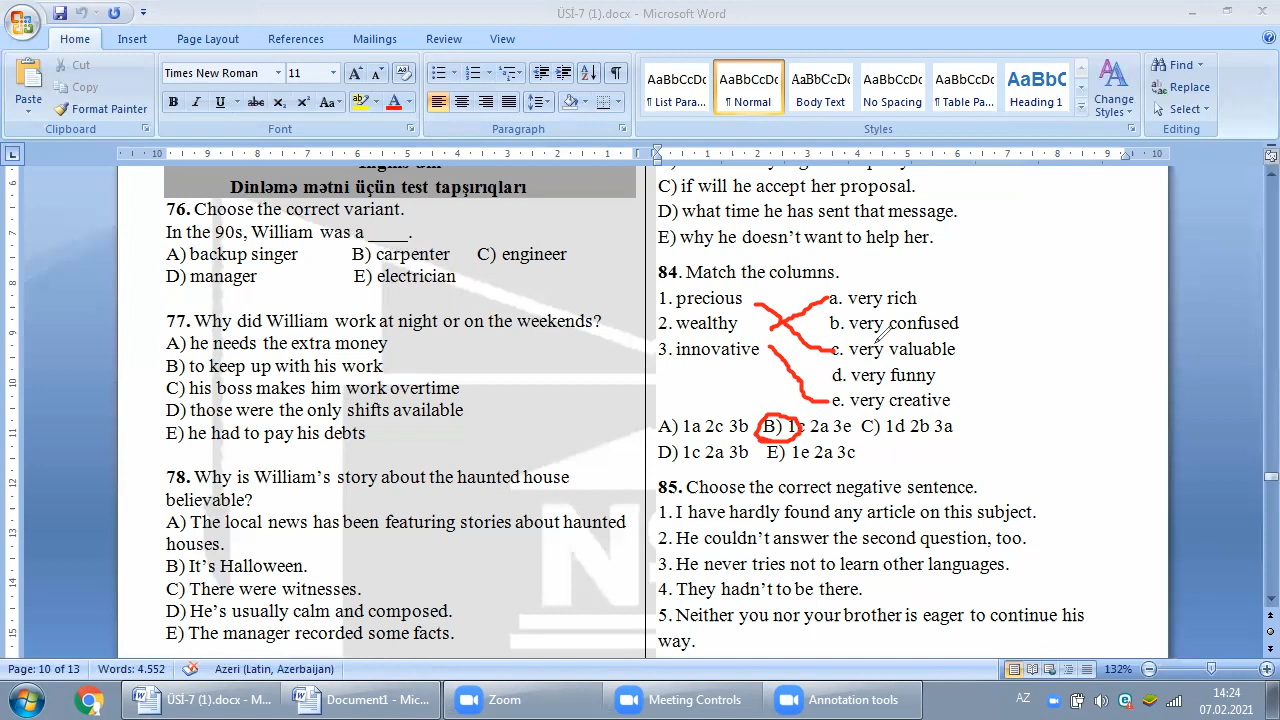 ÜSİ-7 (1).docx - Microsoft Word
Home Insert Page Layout References Mailings Review View
Paste
Cut
Copy
Format Painter
Clipboard
Times New Roman 11
Font
Paragraph
AaBbCcDc AaBbCcDc AaBbCcDc AaBbCcDc AaBbCcDc AaBbC
¶ List Para... ¶ Normal Body Text No Spacing ¶ Table Pa... Heading 1
Change Styles
Styles
Find
Replace
Select
Editing
Dinləmə mətni üçün test tapşırıqları
76. Choose the correct variant.
In the 90s, William was a ____.
A) backup singer B) carpenter C) engineer
D) manager E) electrician
77. Why did William work at night or on the weekends?
A) he needs the extra money
B) to keep up with his work
C) his boss makes him work overtime
D) those were the only shifts available
E) he had to pay his debts
78. Why is William's story about the haunted house
believable?
A) The local news has been featuring stories about haunted
houses.
B) It's Halloween.
C) There were witnesses.
D) He's usually calm and composed.
E) The manager recorded some facts.
C) if will he accept her proposal.
D) what time he has sent that message.
E) why he doesn't want to help her.
84. Match the columns.
1. precious a. very rich
2. wealthy b. very confused
3. innovative c. very valuable
d. very funny
e. very creative
A) 1a 2c 3b B) 1c 2a 3e C) 1d 2b 3a
D) 1c 2a 3b E) 1e 2a 3c
85. Choose the correct negative sentence.
1. I have hardly found any article on this subject.
2. He couldn't answer the second question, too.
3. He never tries not to learn other languages.
4. They hadn't to be there.
5. Neither you nor your brother is eager to continue his
way.
Page: 10 of 13 Words: 4.552 Azeri (Latin, Azerbaijan) 132%
ÜSİ-7 (1).docx - M... Document1 - Micr... Zoom Meeting Controls Annotation tools AZ 14:24
07.02.2021